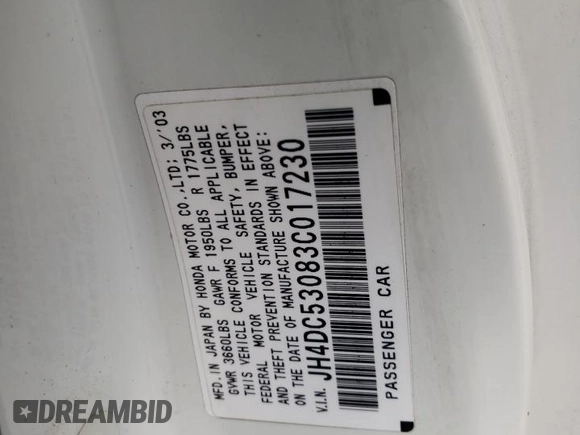 MFD. IN JAPAN BY HONDA MOTOR CO.,LTD; 3/'03
GVWR 3660LBS GAWR F 1950LBS R 1775LBS
THIS VEHICLE CONFORMS TO ALL APPLICABLE
FEDERAL MOTOR VEHICLE SAFETY, BUMPER,
AND THEFT PREVENTION STANDARDS IN EFFECT
ON THE DATE OF MANUFACTURE SHOWN ABOVE:
V.I.N. JH4DC53083C017230
PASSENGER CAR
DREAMBID